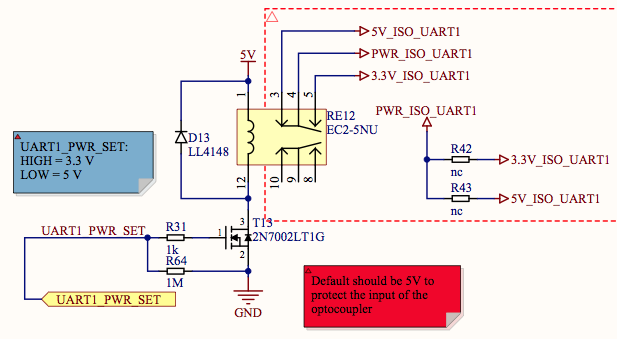 5V_ISO_UART1
PWR_ISO_UART1
3.3V_ISO_UART1
5V
1
3
4
5
RE12
EC2-5NU
D13
LL4148
12
10
9
8
PWR_ISO_UART1
R42
nc
3.3V_ISO_UART1
R43
nc
5V_ISO_UART1
UART1_PWR_SET:
HIGH = 3.3 V
LOW = 5 V
UART1_PWR_SET
R31
1k
R64
1M
1
3
2
T13
2N7002LT1G
UART1_PWR_SET
GND
Default should be 5V to
protect the input of the
optocoupler